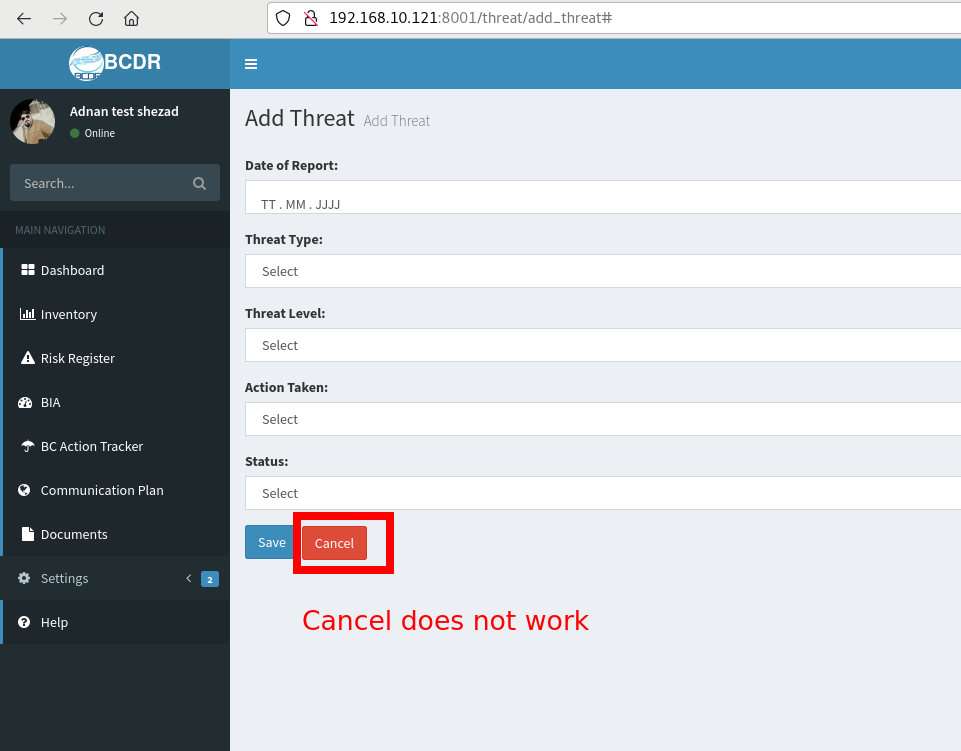 192.168.10.121:8001/threat/add_threat#
BCDR
BCDR
Adnan test shezad
Online
Search...
MAIN NAVIGATION
Dashboard
Inventory
Risk Register
BIA
BC Action Tracker
Communication Plan
Documents
Settings 2
Help
Add Threat Add Threat
Date of Report:
TT . MM . JJJJ
Threat Type:
Select
Threat Level:
Select
Action Taken:
Select
Status:
Select
Save Cancel
Cancel does not work